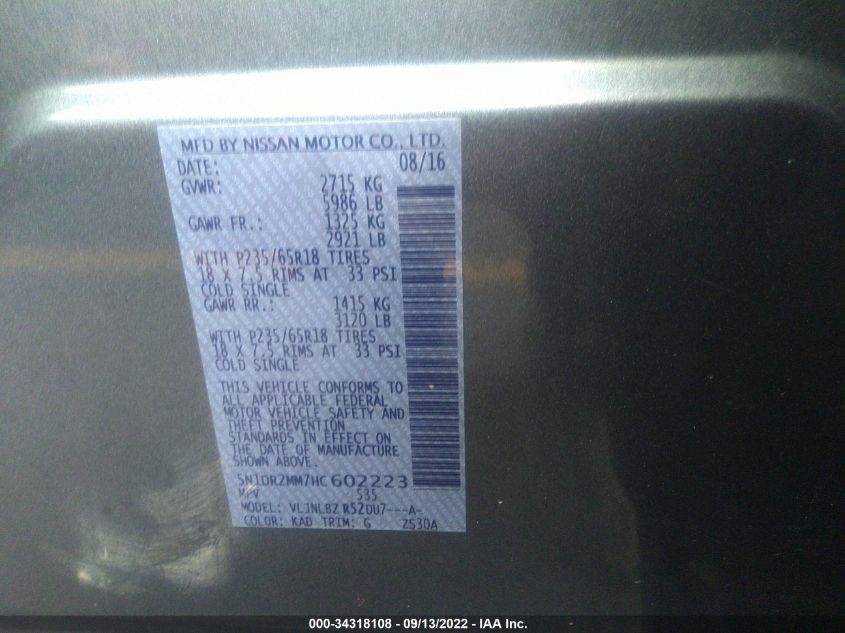 MFD BY NISSAN MOTOR CO., LTD.
DATE: 08/16
GVWR: 2715 KG
5986 LB
GAWR FR.: 1325 KG
2921 LB
WITH P235/65R18 TIRES
18 X 7.5 RIMS AT 33 PSI
COLD SINGLE
GAWR RR.: 1415 KG
3120 LB
WITH P235/65R18 TIRES
18 X 7.5 RIMS AT 33 PSI
COLD SINGLE
THIS VEHICLE CONFORMS TO
ALL APPLICABLE FEDERAL
MOTOR VEHICLE SAFETY AND
THEFT PREVENTION
STANDARDS IN EFFECT ON
THE DATE OF MANUFACTURE
SHOWN ABOVE.
5N1DR2MM7HC602223
MPV 535
MODEL: VLJNLBZ R52DU7---A-
COLOR: KAD TRIM: G ZS30A
000-34318108 - 09/13/2022 - IAA Inc.